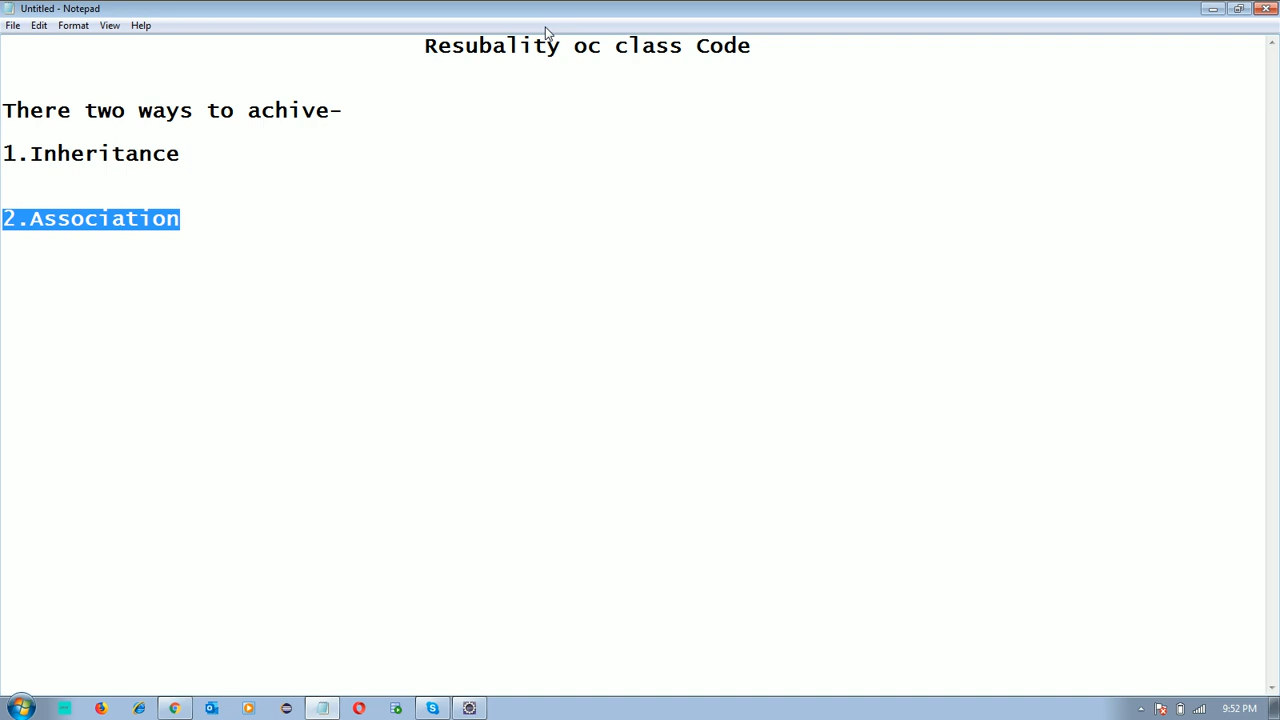 Untitled - Notepad
File Edit Format View Help
Resubality oc class Code
There two ways to achive-
1.Inheritance
2.Association
9:52 PM